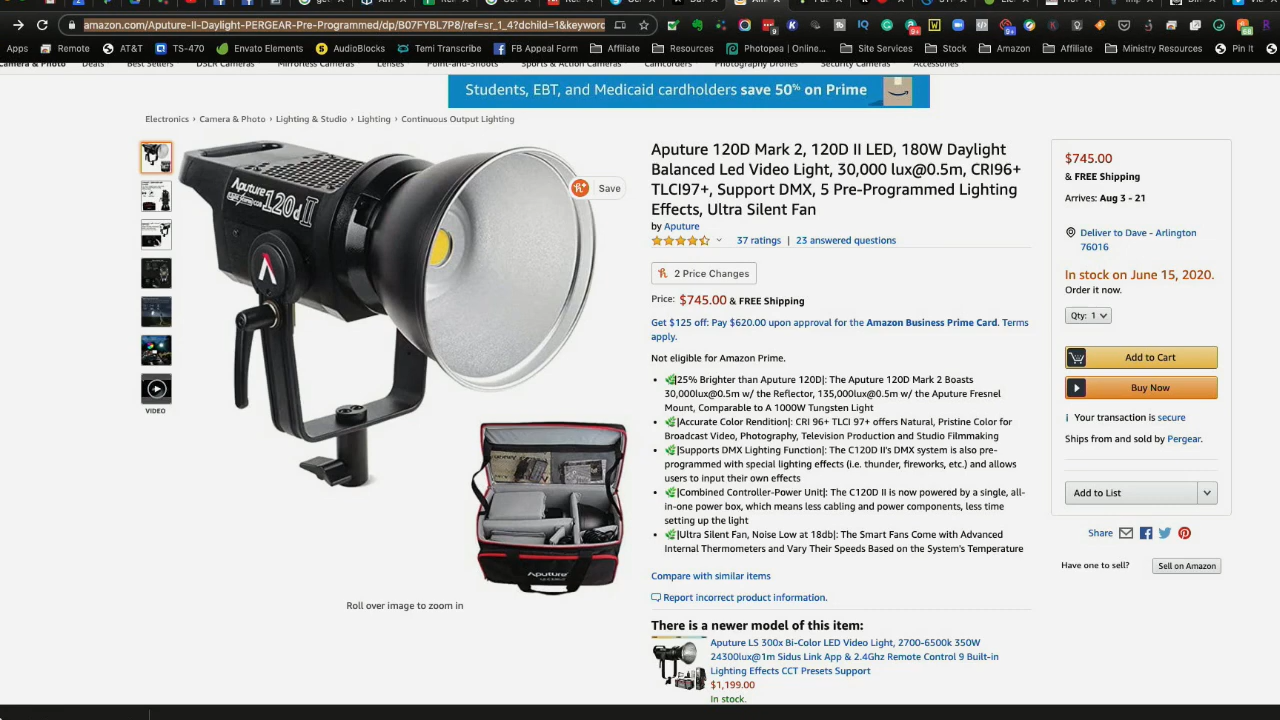 amazon.com/Aputure-II-Daylight-PERGEAR-Pre-Programmed/dp/B07FYBL7P8/ref=sr_1_4?dchild=1&keyword
Apps Remote AT&T TS-470 Envato Elements AudioBlocks Temi Transcribe FB Appeal Form Affiliate Resources Photopea | Online... Site Services Stock Amazon Affiliate Ministry Resources Pin It
Camera & Photo Deals Best Sellers DSLR Cameras Mirrorless Cameras Lenses Point-and-Shoots Sports & Action Cameras Camcorders Photography Drones Security Cameras Accessories
Students, EBT, and Medicaid cardholders save 50% on Prime
Electronics › Camera & Photo › Lighting & Studio › Lighting › Continuous Output Lighting
Aputure
120d II
Save
VIDEO
Aputure
Roll over image to zoom in
Aputure 120D Mark 2, 120D II LED, 180W Daylight
Balanced Led Video Light, 30,000 lux@0.5m, CRI96+
TLCI97+, Support DMX, 5 Pre-Programmed Lighting
Effects, Ultra Silent Fan
by Aputure
37 ratings | 23 answered questions
2 Price Changes
Price: $745.00 & FREE Shipping
Get $125 off: Pay $620.00 upon approval for the Amazon Business Prime Card. Terms
apply.
Not eligible for Amazon Prime.
• 🌿|25% Brighter than Aputure 120D|: The Aputure 120D Mark 2 Boasts
30,000lux@0.5m w/ the Reflector, 135,000lux@0.5m w/ the Aputure Fresnel
Mount, Comparable to A 1000W Tungsten Light
• 🌿|Accurate Color Rendition|: CRI 96+ TLCI 97+ offers Natural, Pristine Color for
Broadcast Video, Photography, Television Production and Studio Filmmaking
• 🌿|Supports DMX Lighting Function|: The C120D II's DMX system is also pre-
programmed with special lighting effects (i.e. thunder, fireworks, etc.) and allows
users to input their own effects
• 🌿|Combined Controller-Power Unit|: The C120D II is now powered by a single, all-
in-one power box, which means less cabling and power components, less time
setting up the light
• 🌿|Ultra Silent Fan, Noise Low at 18db|: The Smart Fans Come with Advanced
Internal Thermometers and Vary Their Speeds Based on the System's Temperature
Compare with similar items
Report incorrect product information.
There is a newer model of this item:
Aputure LS 300x Bi-Color LED Video Light, 2700-6500k 350W
24300lux@1m Sidus Link App & 2.4Ghz Remote Control 9 Built-in
Lighting Effects CCT Presets Support
$1,199.00
In stock.
$745.00
& FREE Shipping
Arrives: Aug 3 - 21
Deliver to Dave - Arlington
76016
In stock on June 15, 2020.
Order it now.
Qty: 1
Add to Cart
Buy Now
Your transaction is secure
Ships from and sold by Pergear.
Add to List
Share
Have one to sell? Sell on Amazon